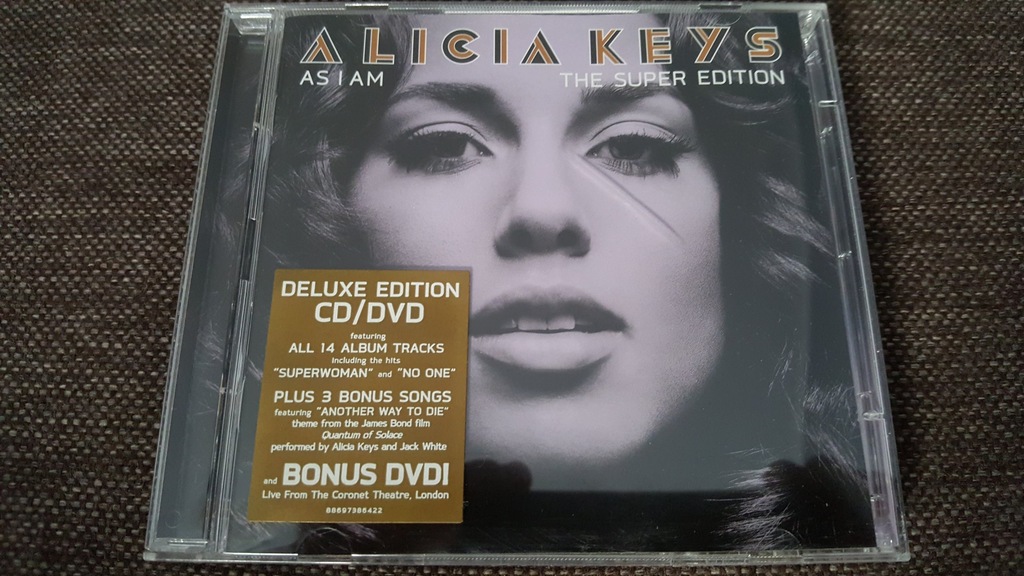 ALICIA KEYS
AS I AM THE SUPER EDITION
DELUXE EDITION
CD/DVD
featuring
ALL 14 ALBUM TRACKS
including the hits
"SUPERWOMAN" and "NO ONE"
PLUS 3 BONUS SONGS
featuring "ANOTHER WAY TO DIE"
theme from the James Bond film
Quantum of Solace
performed by Alicia Keys and Jack White
and BONUS DVD!
Live From The Coronet Theatre, London
88697386422